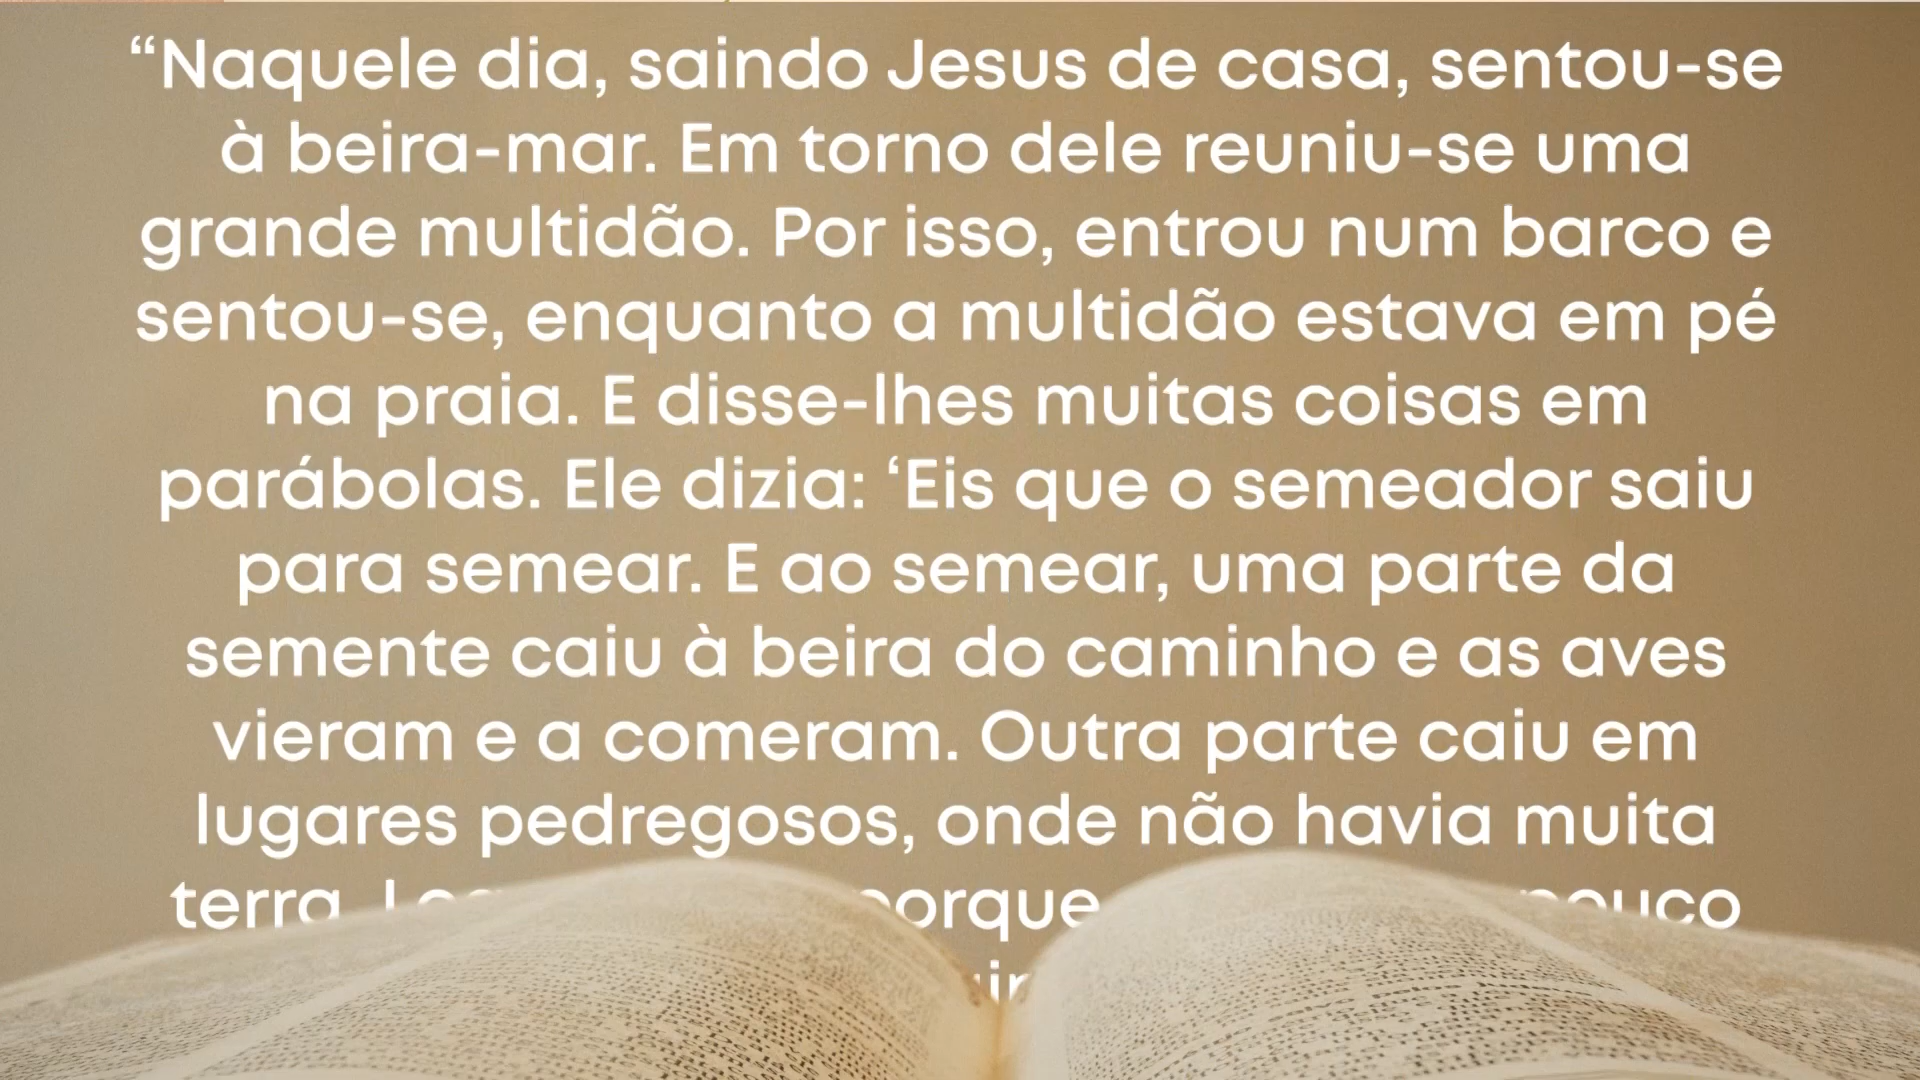 “Naquele dia, saindo Jesus de casa, sentou-se
à beira-mar. Em torno dele reuniu-se uma
grande multidão. Por isso, entrou num barco e
sentou-se, enquanto a multidão estava em pé
na praia. E disse-lhes muitas coisas em
parábolas. Ele dizia: ‘Eis que o semeador saiu
para semear. E ao semear, uma parte da
semente caiu à beira do caminho e as aves
vieram e a comeram. Outra parte caiu em
lugares pedregosos, onde não havia muita
terra. porque pouco